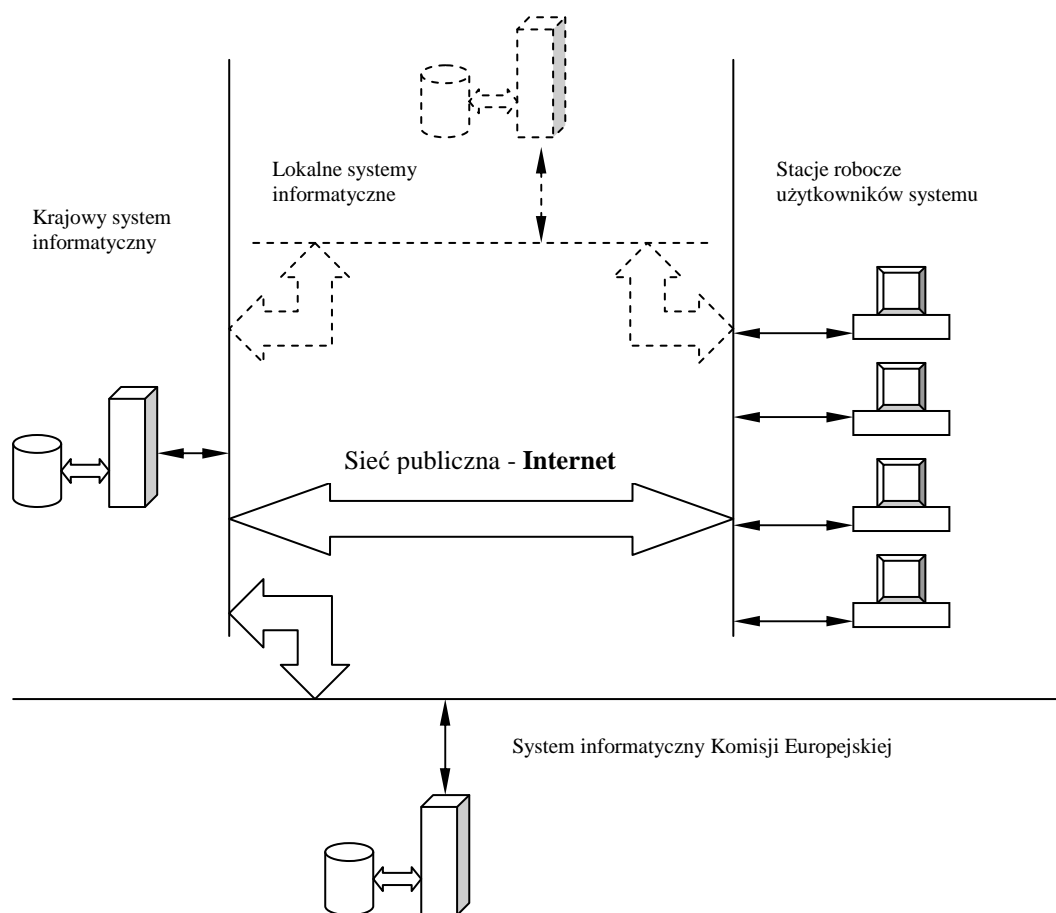 Lokalne systemy
informatyczne
Stacje robocze
użytkowników systemu
Krajowy system
informatyczny
Sieć publiczna - Internet
System informatyczny Komisji Europejskiej